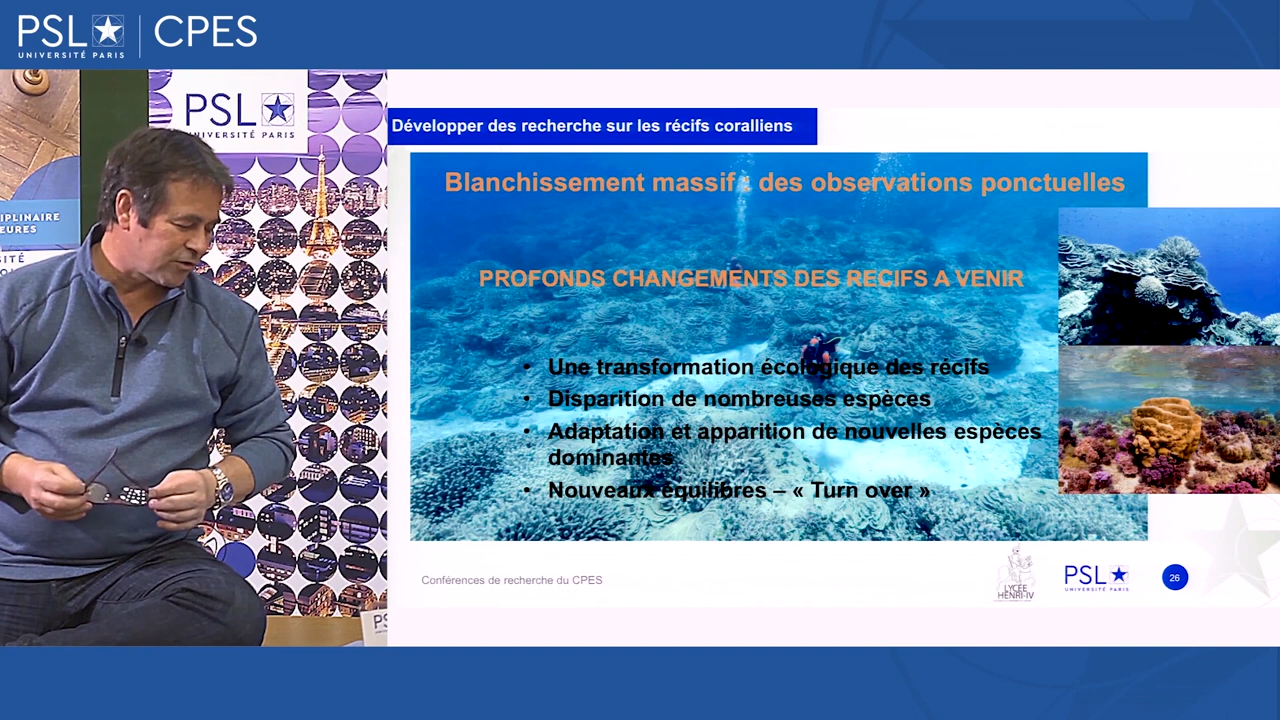 PSL CPES
UNIVERSITÉ PARIS
PSL
UNIVERSITÉ PARIS
IPLINAIRE
EURES
Développer des recherche sur les récifs coralliens
Blanchissement massif : des observations ponctuelles
PROFONDS CHANGEMENTS DES RECIFS A VENIR
• Une transformation écologique des récifs
• Disparition de nombreuses espèces
• Adaptation et apparition de nouvelles espèces
dominantes
• Nouveaux équilibres – « Turn over »
Conférences de recherche du CPES
LYCÉE
HENRI-IV
PSL
UNIVERSITÉ PARIS
26